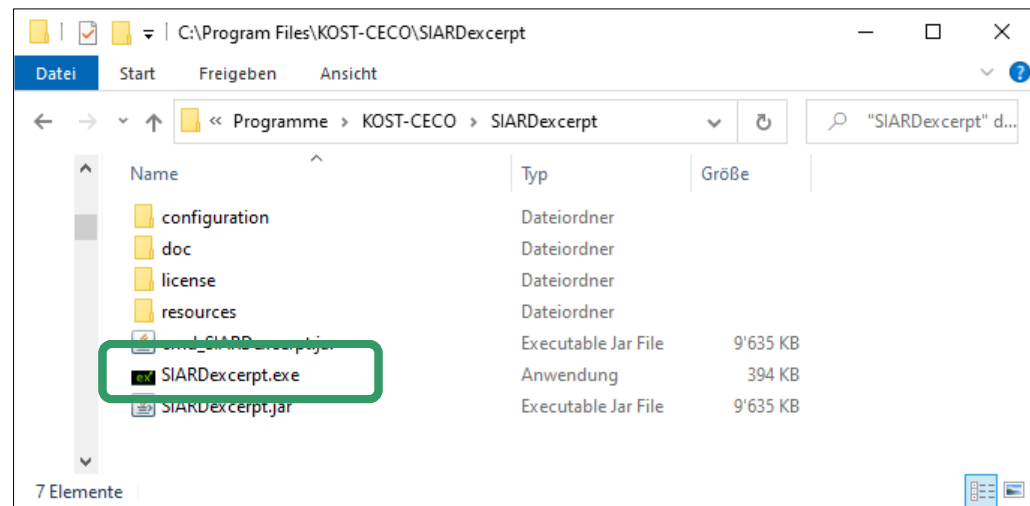 C:\Program Files\KOST-CECO\SIARDexcerpt
Datei Start Freigeben Ansicht
« Programme › KOST-CECO › SIARDexcerpt "SIARDexcerpt" d...
Name Typ Größe
configuration Dateiordner
doc Dateiordner
license Dateiordner
resources Dateiordner
cmd_SIARDexcerpt.jar Executable Jar File 9'635 KB
ex SIARDexcerpt.exe Anwendung 394 KB
SIARDexcerpt.jar Executable Jar File 9'635 KB
7 Elemente